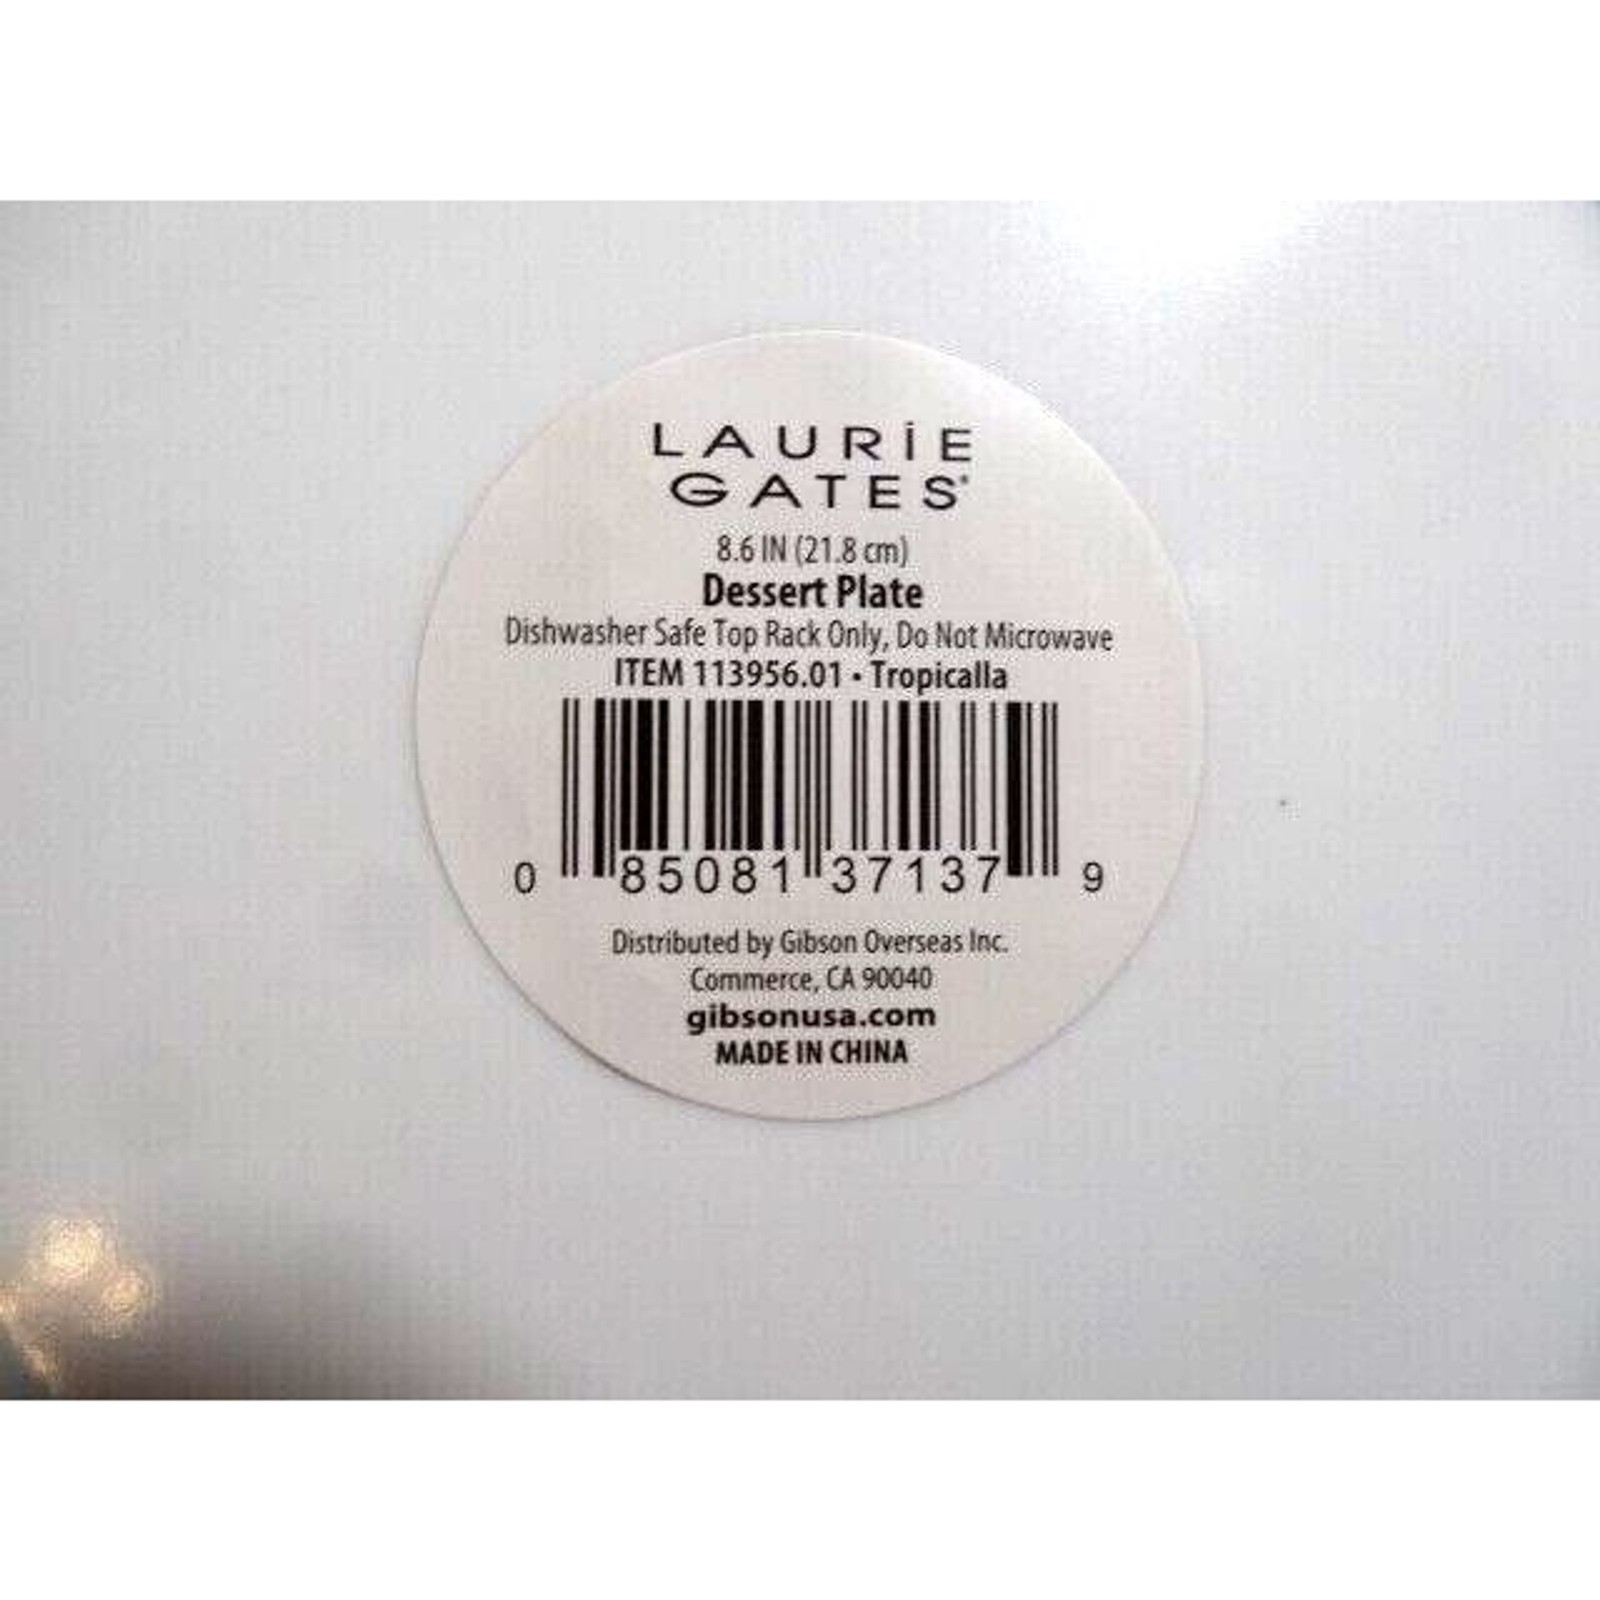 LAURiE
GATES®
8.6 IN (21.8 cm)
Dessert Plate
Dishwasher Safe Top Rack Only, Do Not Microwave
ITEM 113956.01 • Tropicalla
0 85081 37137 9
Distributed by Gibson Overseas Inc.
Commerce, CA 90040
gibsonusa.com
MADE IN CHINA